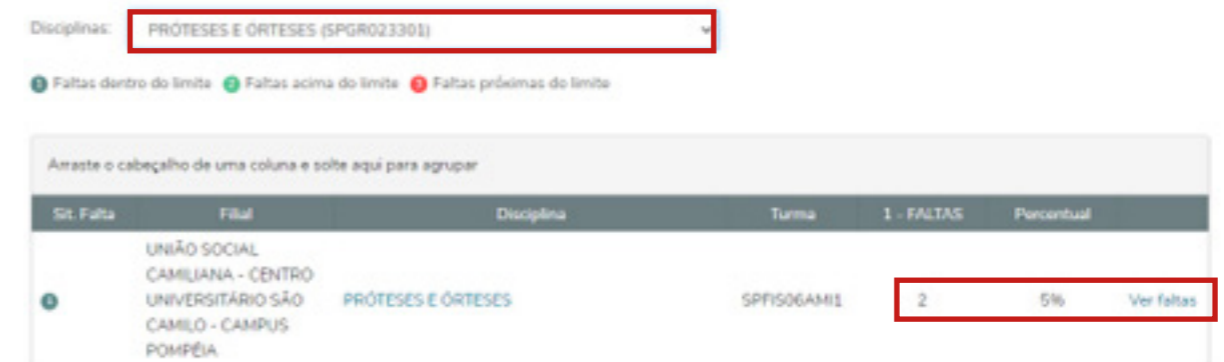 Disciplinas: PRÓTESES E ÓRTESES (SPGR023301)
Faltas dentro do limite Faltas acima do limite Faltas próximas do limite
Arraste o cabeçalho de uma coluna e solte aqui para agrupar
Sit. Falta Filial Disciplina Turma 1 - FALTAS Percentual
UNIÃO SOCIAL
CAMILIANA - CENTRO
UNIVERSITÁRIO SÃO PRÓTESES E ÓRTESES SPFIS06AMI1 2 5% Ver faltas
CAMILO - CAMPUS
POMPÉIA